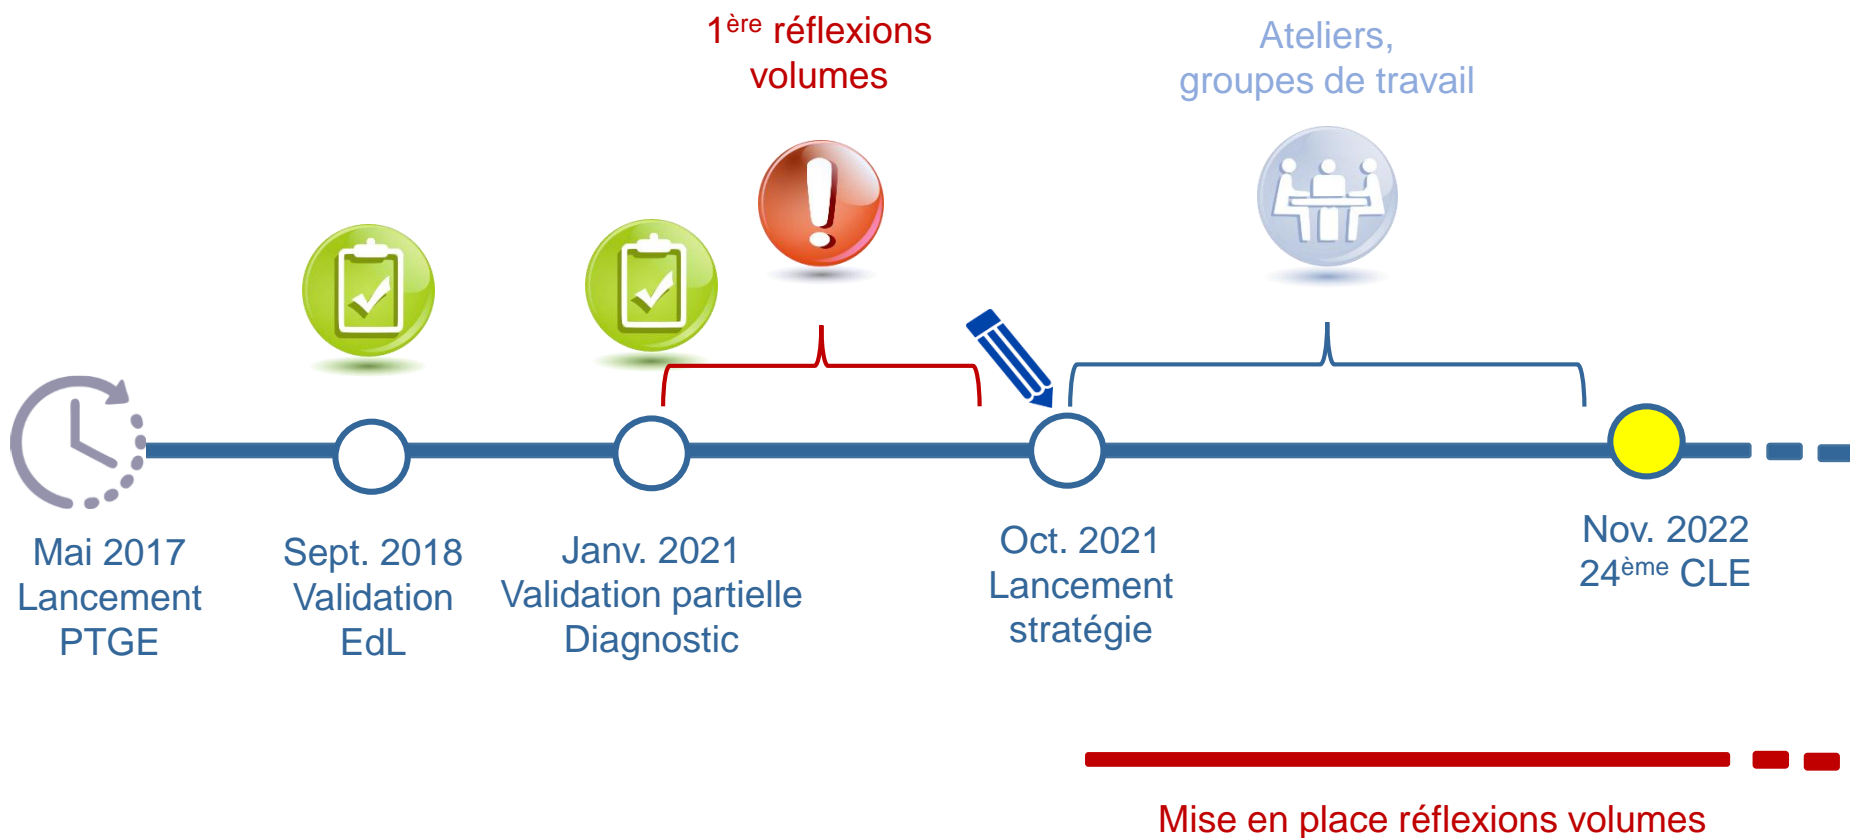 1ère réflexions
volumes
Ateliers,
groupes de travail
Mai 2017
Lancement
PTGE
Sept. 2018
Validation
EdL
Janv. 2021
Validation partielle
Diagnostic
Oct. 2021
Lancement
stratégie
Nov. 2022
24ème CLE
Mise en place réflexions volumes